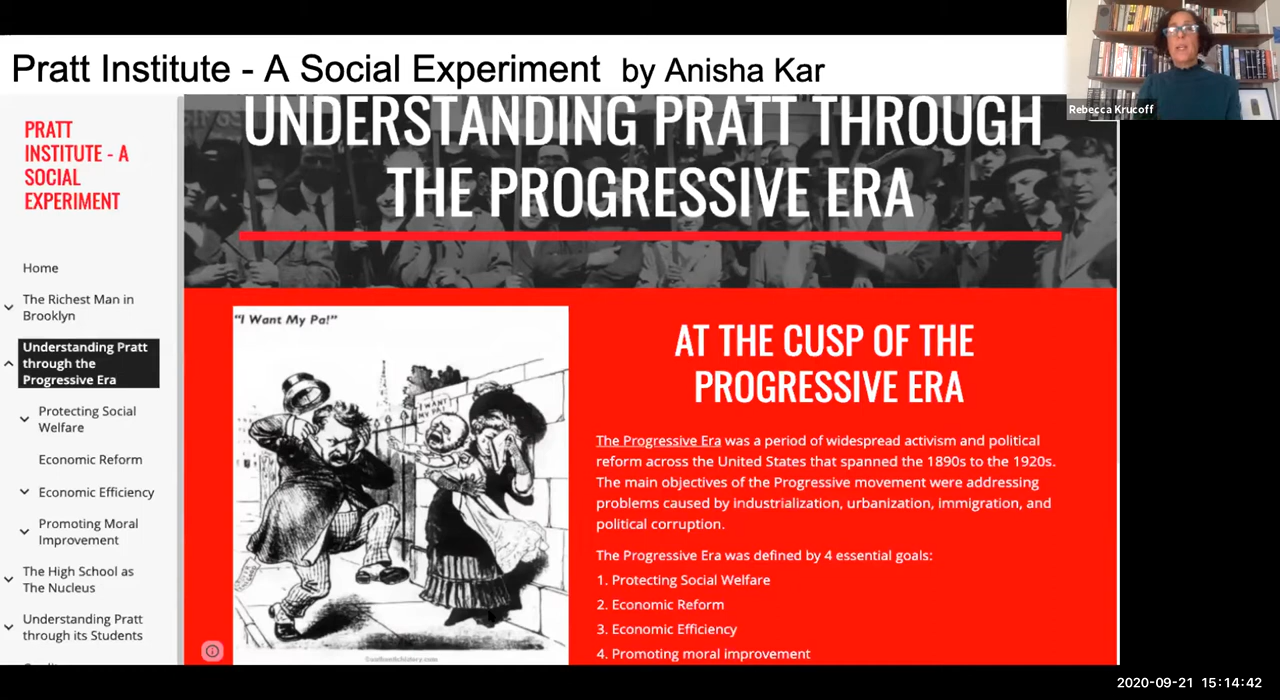 Pratt Institute - A Social Experiment by Anisha Kar
Rebecca Krucoff
PRATT
INSTITUTE - A
SOCIAL
EXPERIMENT
Home
The Richest Man in
Brooklyn
Understanding Pratt
through the
Progressive Era
Protecting Social
Welfare
Economic Reform
Economic Efficiency
Promoting Moral
Improvement
The High School as
The Nucleus
Understanding Pratt
through its Students
UNDERSTANDING PRATT THROUGH
THE PROGRESSIVE ERA
"I Want My Pa!"
I WANT
MY PA!
AT THE CUSP OF THE
PROGRESSIVE ERA
The Progressive Era was a period of widespread activism and political
reform across the United States that spanned the 1890s to the 1920s.
The main objectives of the Progressive movement were addressing
problems caused by industrialization, urbanization, immigration, and
political corruption.
The Progressive Era was defined by 4 essential goals:
1. Protecting Social Welfare
2. Economic Reform
3. Economic Efficiency
4. Promoting moral improvement
2020-09-21 15:14:42